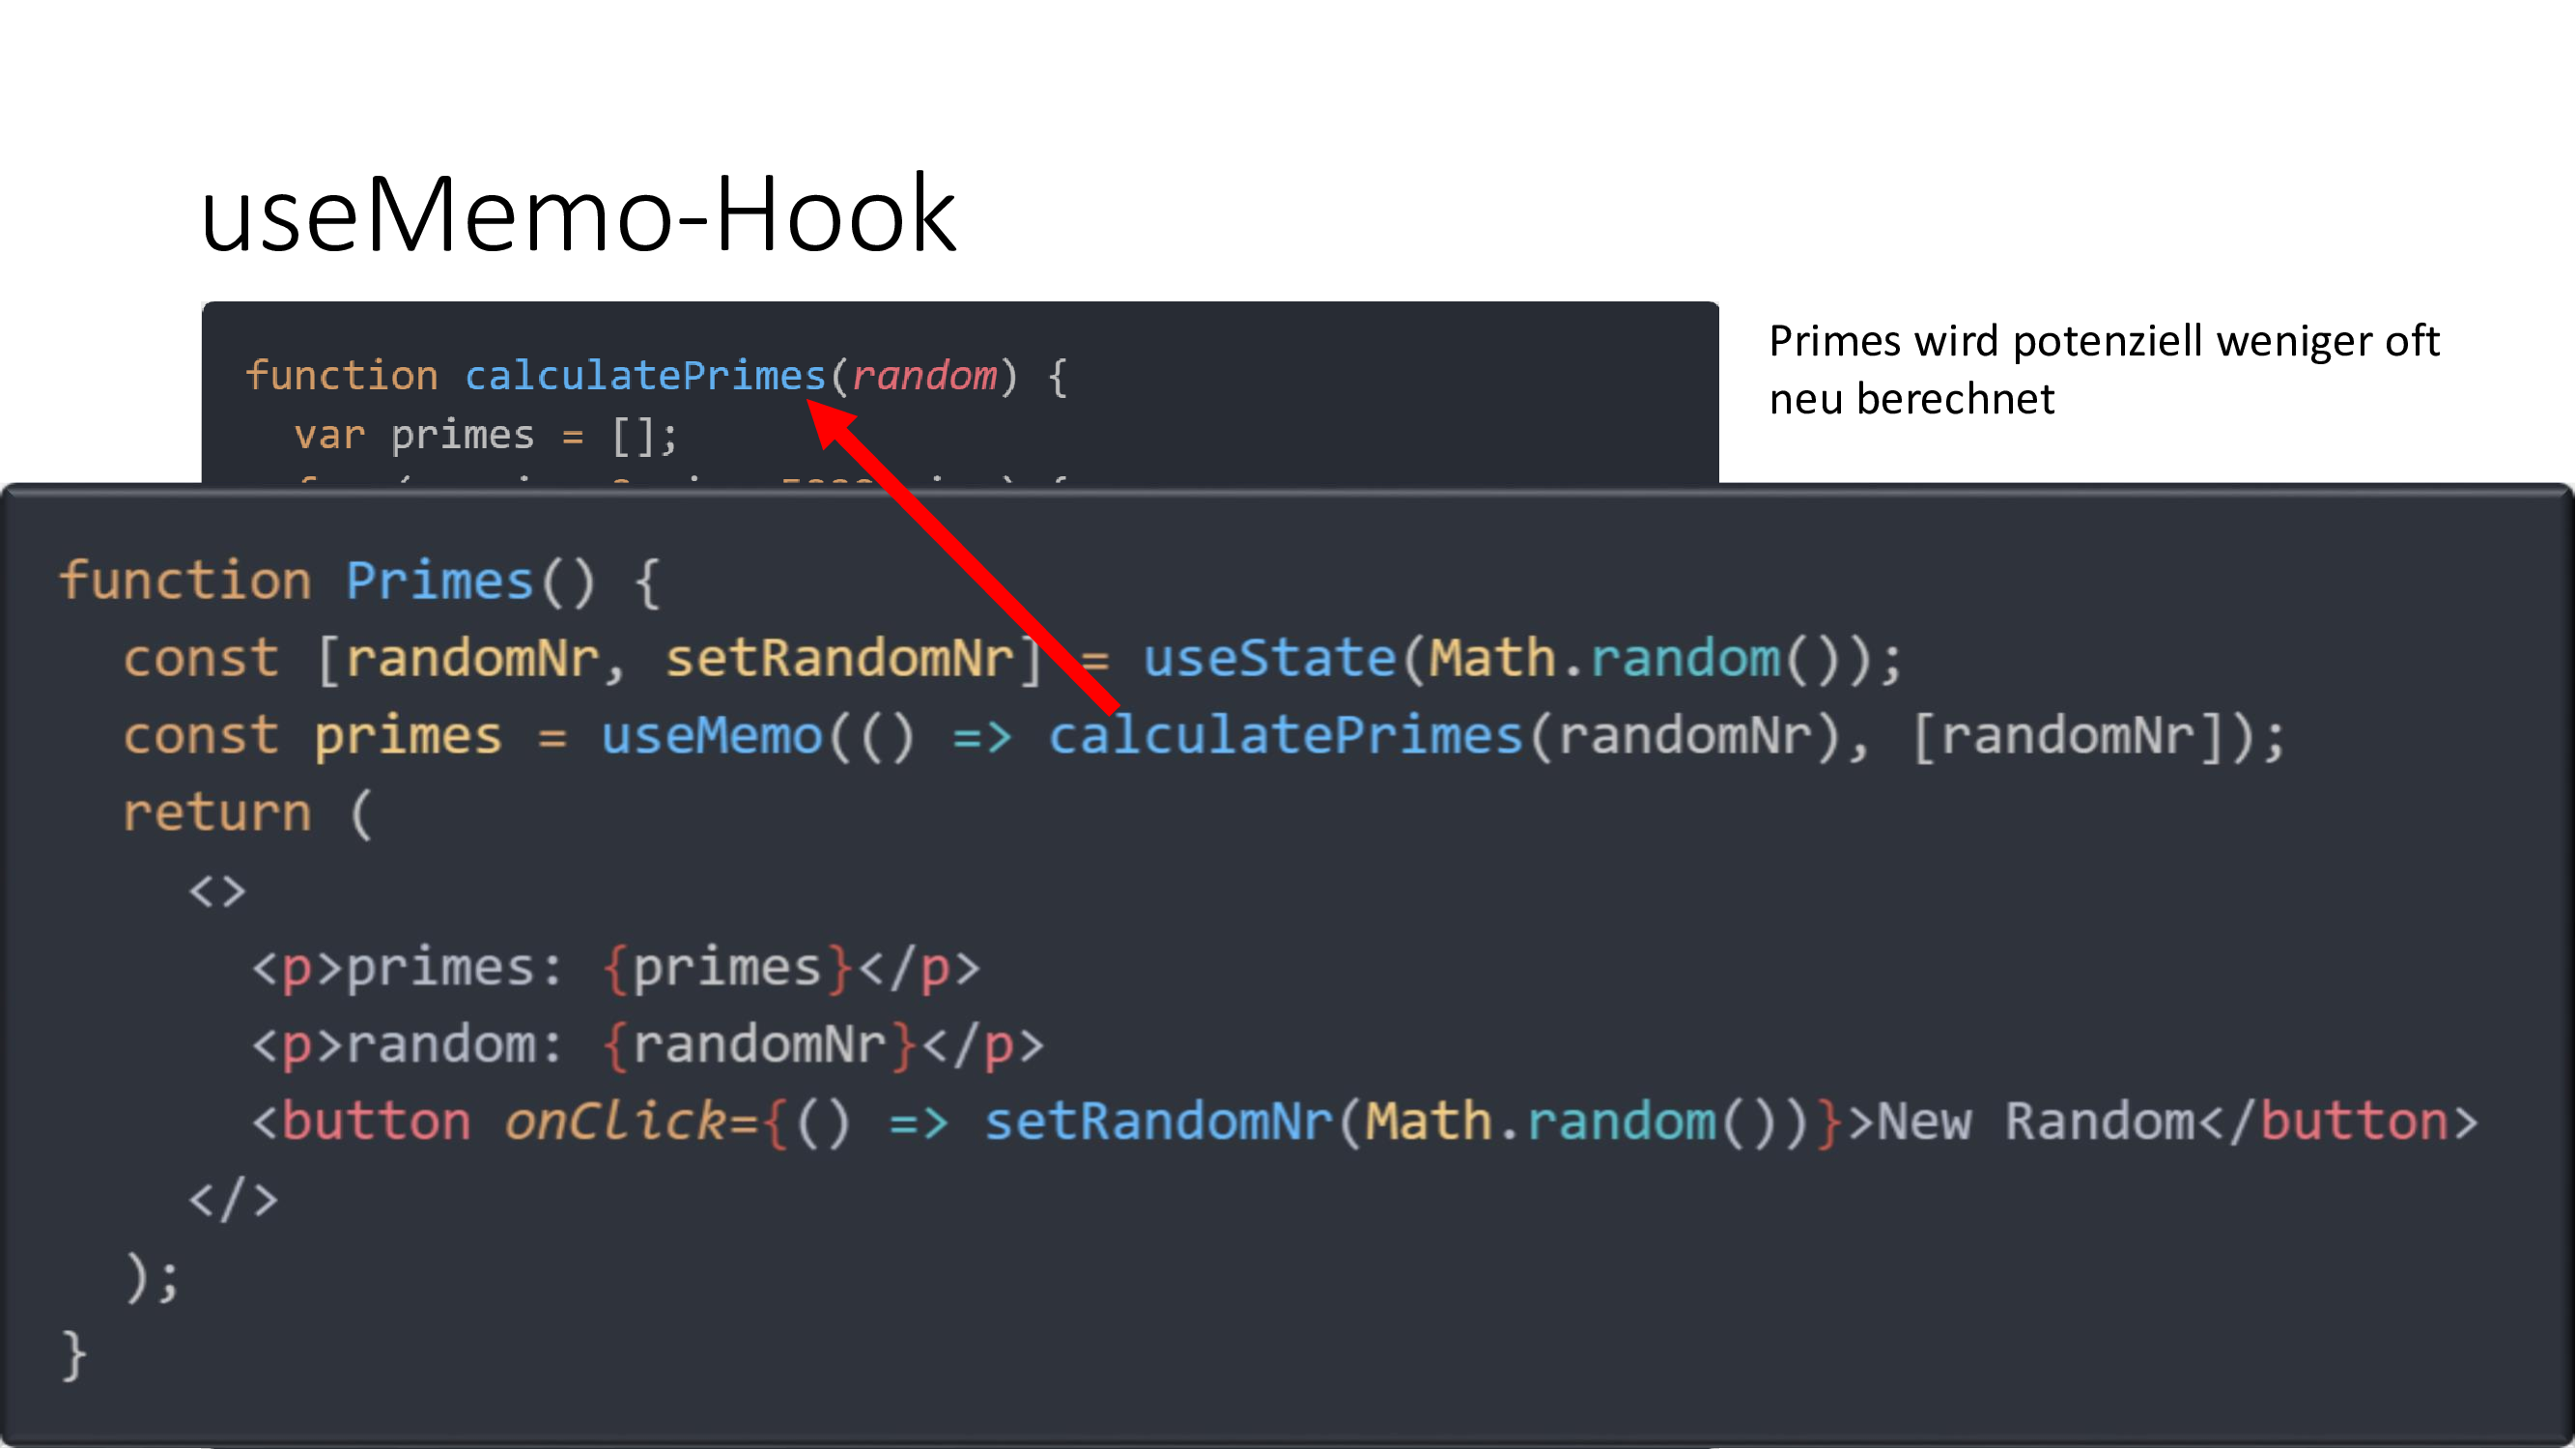 useMemo-Hook
function calculatePrimes(random) {
var primes = [];
Primes wird potenziell weniger oft
neu berechnet
function Primes() {
const [randomNr, setRandomNr] = useState(Math.random());
const primes = useMemo(() => calculatePrimes(randomNr), [randomNr]);
return (
<>
<p>primes: {primes}</p>
<p>random: {randomNr}</p>
<button onClick={() => setRandomNr(Math.random())}>New Random</button>
</>
);
}